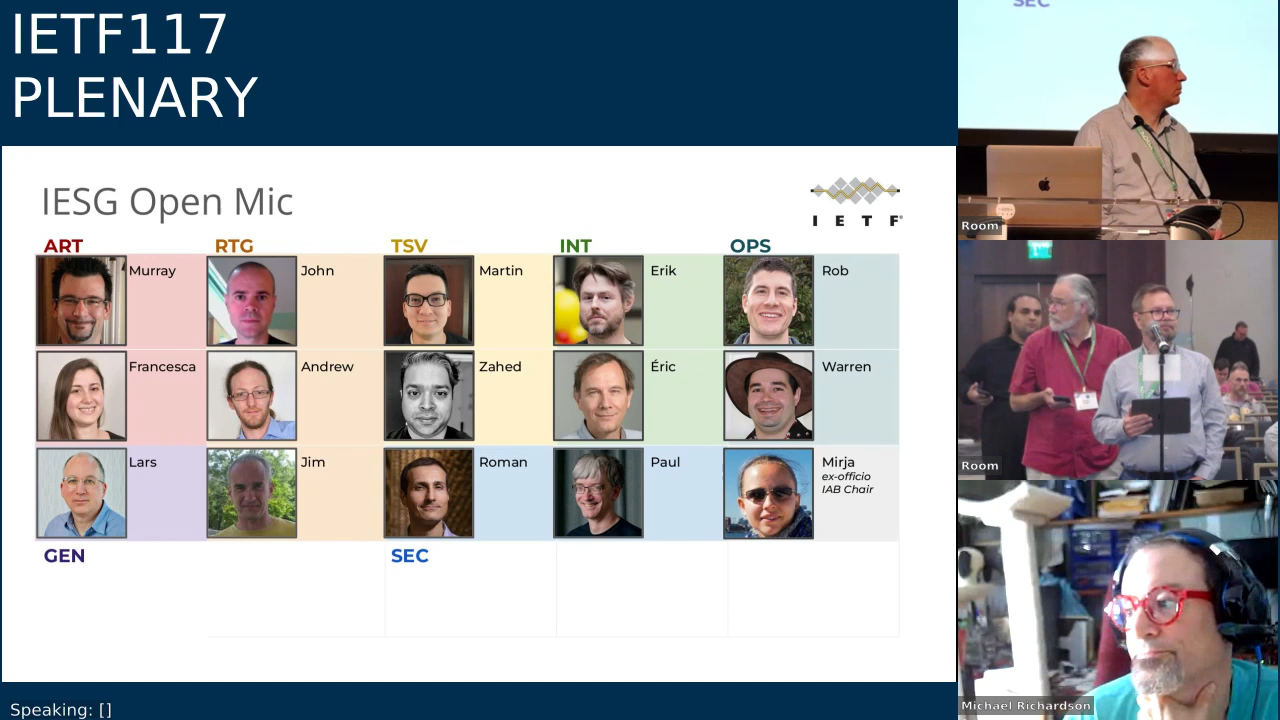 IETF117
PLENARY
SEC
IESG Open Mic
I E T F®
ART
RTG
TSV
INT
OPS
Murray
John
Martin
Erik
Rob
Francesca
Andrew
Zahed
Éric
Warren
Lars
Jim
Roman
Paul
Mirja
ex-officio
IAB Chair
GEN
SEC
Room
Room
Michael Richardson
Speaking: []